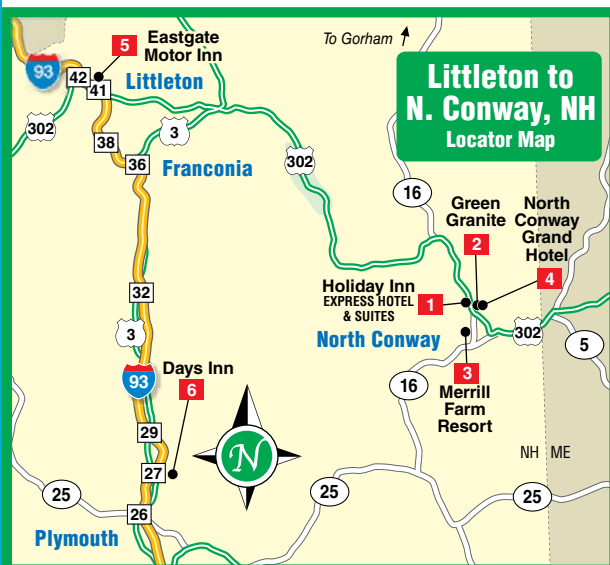 To Gorham
Littleton to
N. Conway, NH
Locator Map
5
Eastgate
Motor Inn
93
42
41
Littleton
302
3
38
36
Franconia
302
16
Green
Granite
2
North
Conway
Grand
Hotel
4
Holiday Inn
EXPRESS HOTEL
& SUITES
1
North Conway
302
5
32
3
3
Merrill
Farm
Resort
16
93
Days Inn
6
29
N
27
NH
ME
25
25
25
26
Plymouth